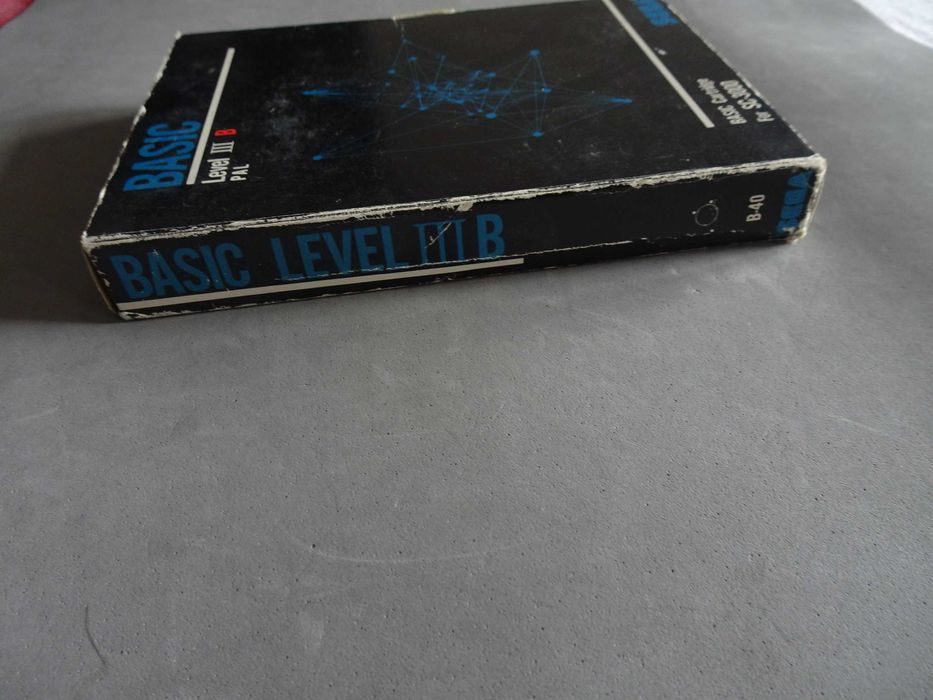 BASIC
Level III B
PAL
SEGA
BASIC Cartridge
For SC-3000
BASIC LEVEL III B
B-40
SEGA